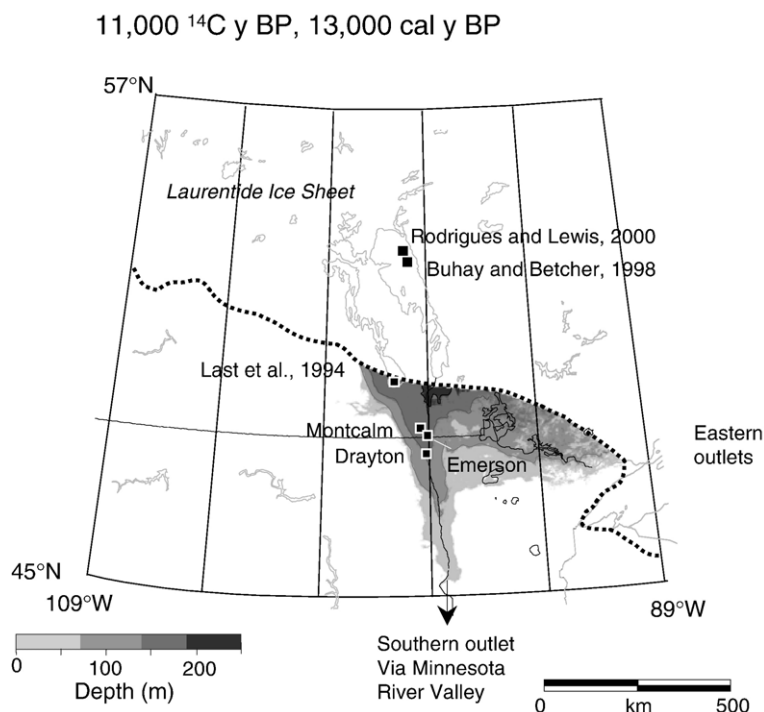 11,000 ¹⁴C y BP, 13,000 cal y BP
57°N
Laurentide Ice Sheet
Rodrigues and Lewis, 2000
Buhay and Betcher, 1998
Last et al., 1994
Montcalm
Drayton
Emerson
Eastern
outlets
45°N
109°W
89°W
0 100 200
Depth (m)
Southern outlet
Via Minnesota
River Valley
0 km 500